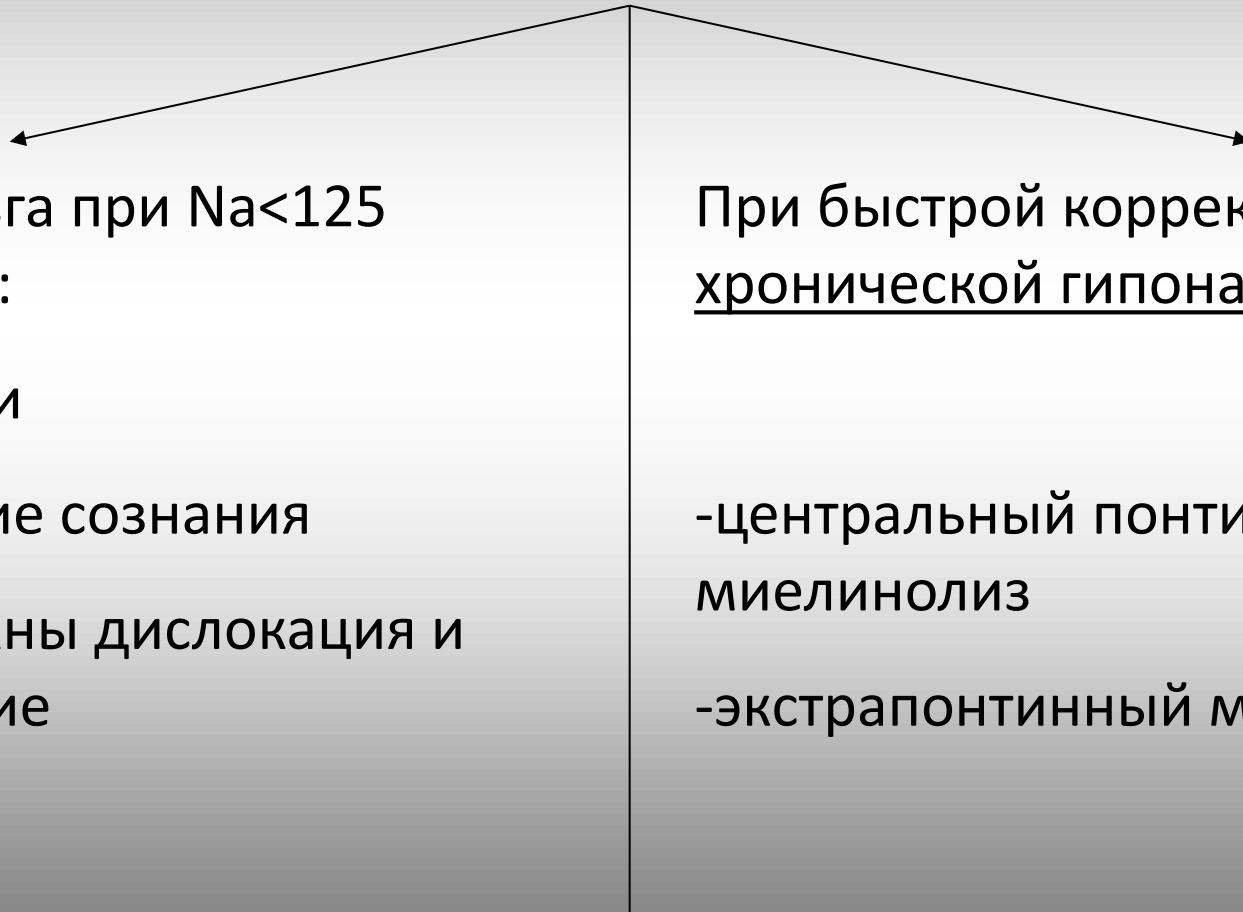 га при Na<125
:
и
ие сознания
ны дислокация и
ие
При быстрой коррек
хронической гипона
-центральный понти
миелинолиз
-экстрапонтинный м